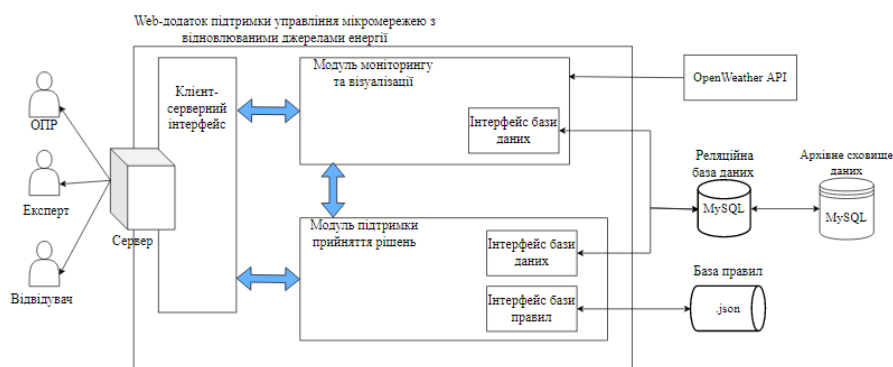 Web-додаток підтримки управління мікромережею з
відновлюваними джерелами енергії
ОПР
Експерт
Відвідувач
Сервер
Клієнт-
серверний
інтерфейс
Модуль моніторингу
та візуалізації
Інтерфейс бази
даних
Модуль підтримки
прийняття рішень
Інтерфейс бази
даних
Інтерфейс бази
правил
OpenWeather API
Реляційна
база даних
MySQL
Архівне сховище
даних
MySQL
База правил
.json